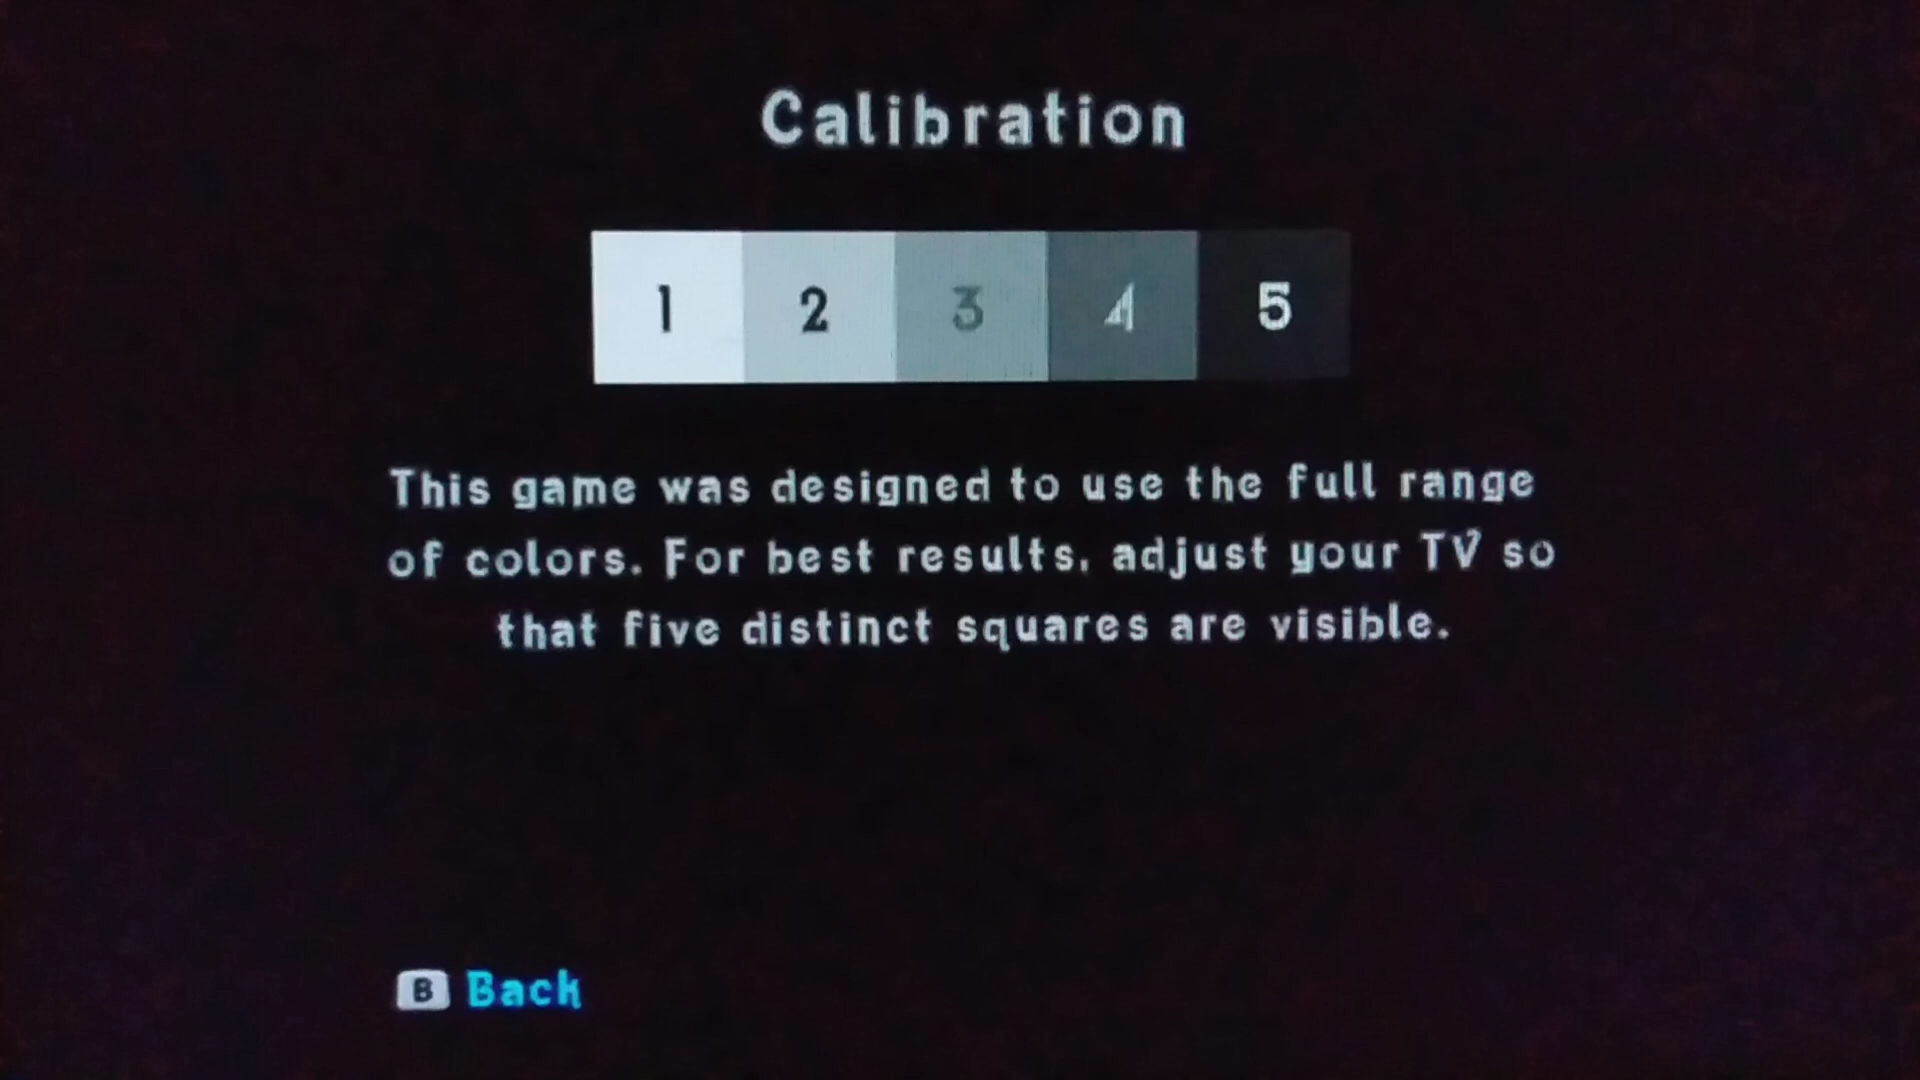 Calibration
1 2 3 4 5
This game was designed to use the full range
of colors. For best results, adjust your TV so
that five distinct squares are visible.
B Back